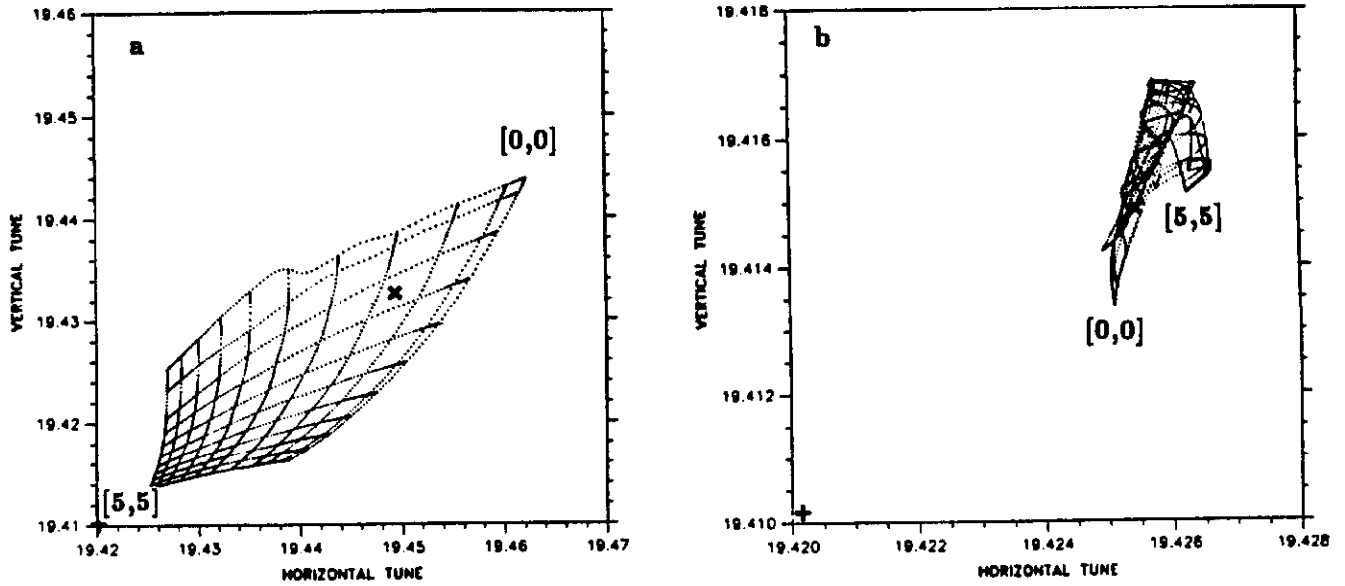 a
19.46
19.45
19.44
19.43
19.42
19.41
VERTICAL TUNE
[0,0]
[5,5]
19.42 19.43 19.44 19.45 19.46 19.47
HORIZONTAL TUNE
b
19.418
19.416
19.414
19.412
19.410
VERTICAL TUNE
[5,5]
[0,0]
19.420 19.422 19.424 19.426 19.428
HORIZONTAL TUNE